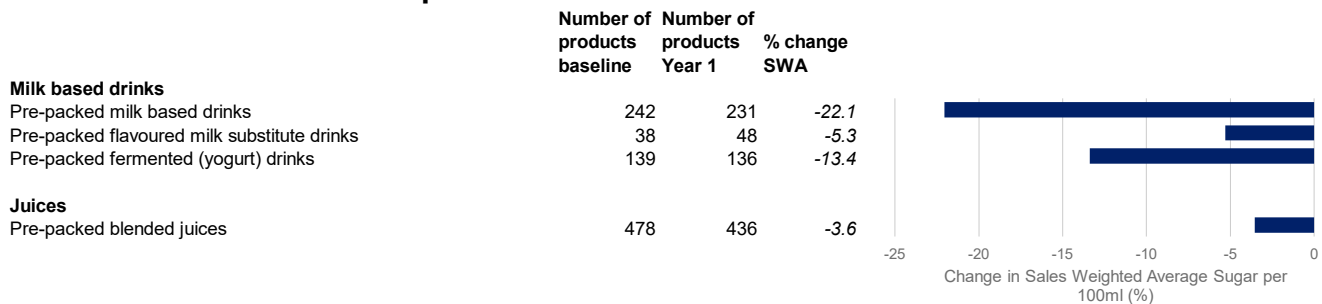 Number of Number of
products products % change
baseline Year 1 SWA
Milk based drinks
Pre-packed milk based drinks 242 231 -22.1
Pre-packed flavoured milk substitute drinks 38 48 -5.3
Pre-packed fermented (yogurt) drinks 139 136 -13.4
Juices
Pre-packed blended juices 478 436 -3.6
-25 -20 -15 -10 -5 0
Change in Sales Weighted Average Sugar per
100ml (%)